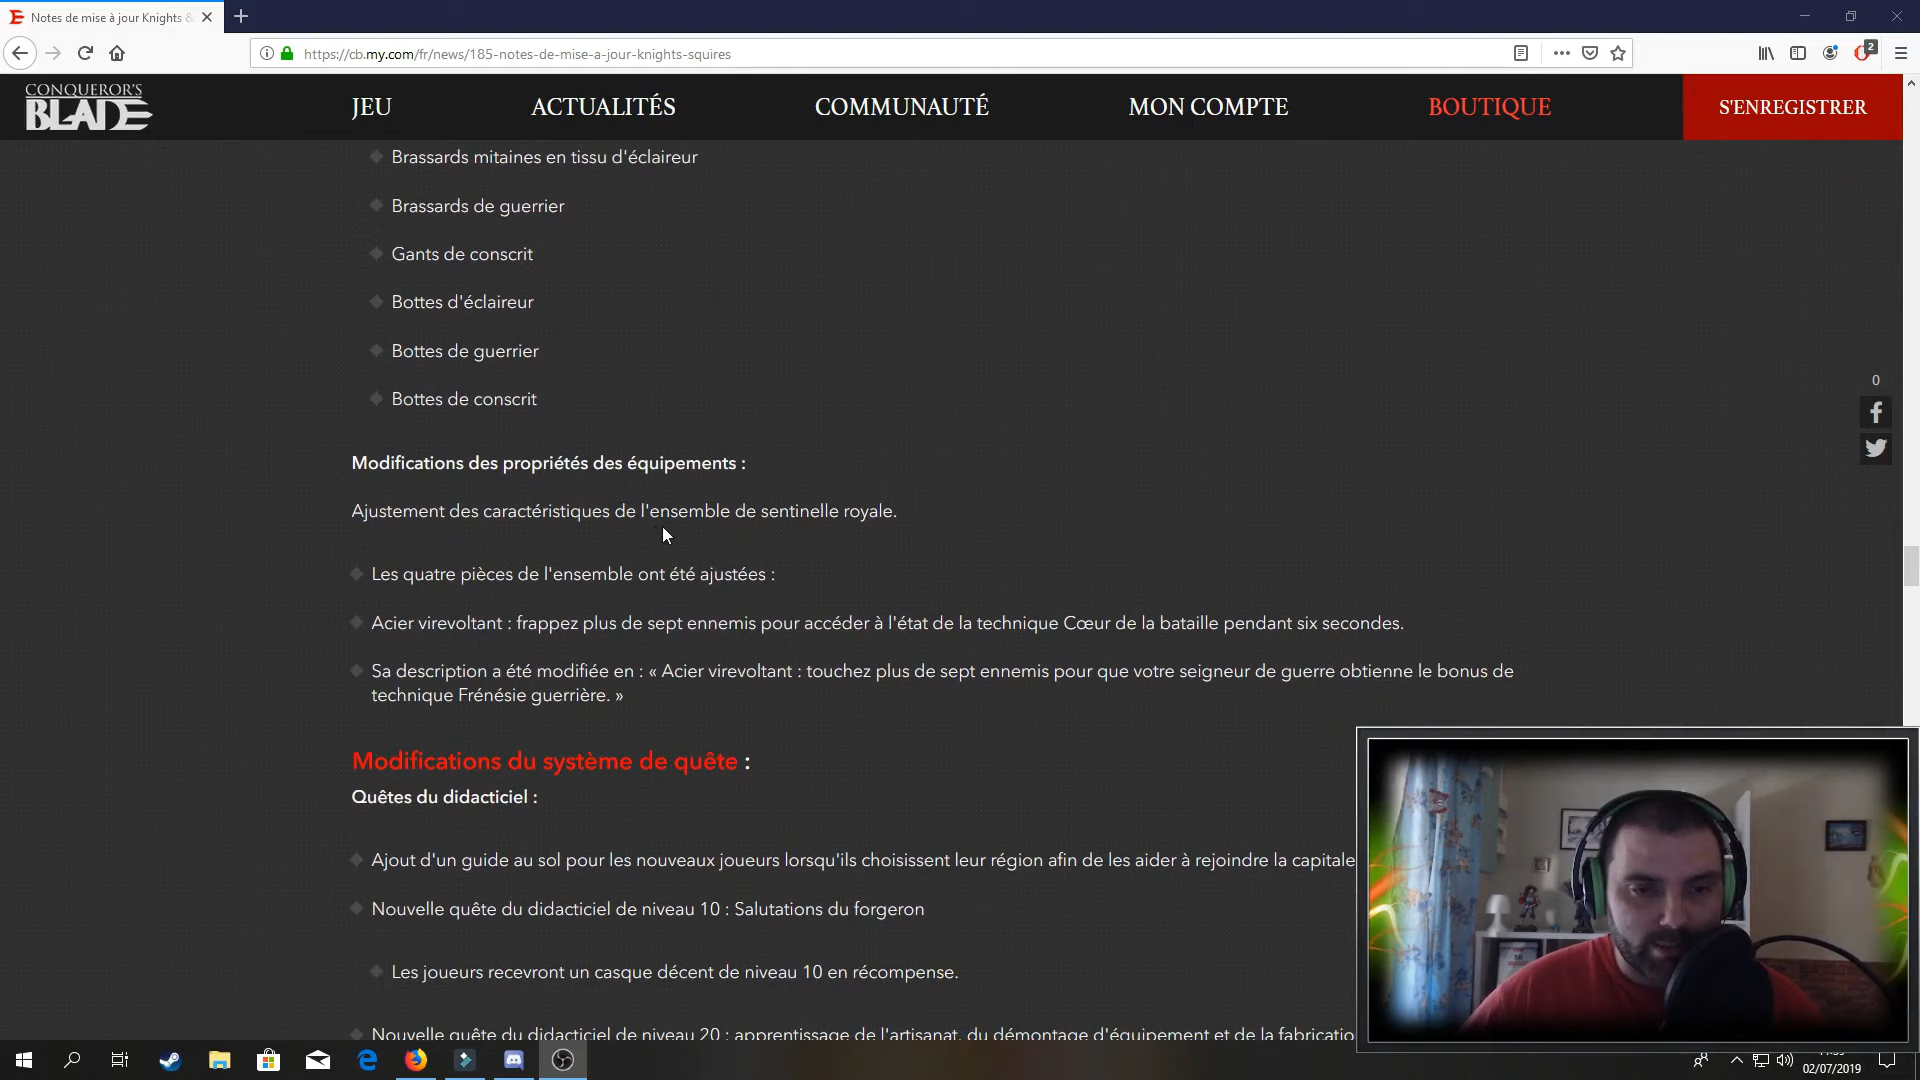 Notes de mise à jour Knights &
https://cb.my.com/fr/news/185-notes-de-mise-a-jour-knights-squires
2
CONQUEROR'S
BLADE
JEU
ACTUALITÉS
COMMUNAUTÉ
MON COMPTE
BOUTIQUE
S'ENREGISTRER
Brassards mitaines en tissu d'éclaireur
Brassards de guerrier
Gants de conscrit
Bottes d'éclaireur
Bottes de guerrier
Bottes de conscrit
0
Modifications des propriétés des équipements :
Ajustement des caractéristiques de l'ensemble de sentinelle royale.
Les quatre pièces de l'ensemble ont été ajustées :
Acier virevoltant : frappez plus de sept ennemis pour accéder à l'état de la technique Cœur de la bataille pendant six secondes.
Sa description a été modifiée en : « Acier virevoltant : touchez plus de sept ennemis pour que votre seigneur de guerre obtienne le bonus de
technique Frénésie guerrière. »
Modifications du système de quête :
Quêtes du didacticiel :
Ajout d'un guide au sol pour les nouveaux joueurs lorsqu'ils choisissent leur région afin de les aider à rejoindre la capitale
Nouvelle quête du didacticiel de niveau 10 : Salutations du forgeron
Les joueurs recevront un casque décent de niveau 10 en récompense.
Nouvelle quête du didacticiel de niveau 20 : apprentissage de l'artisanat, du démontage d'équipement et de la fabricatio
02/07/2019